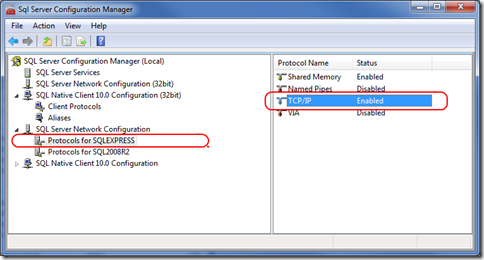 Sql Server Configuration Manager
File Action View Help
SQL Server Configuration Manager (Local)
SQL Server Services
SQL Server Network Configuration (32bit)
SQL Native Client 10.0 Configuration (32bit)
Client Protocols
Aliases
SQL Server Network Configuration
Protocols for SQLEXPRESS
Protocols for SQL2008R2
SQL Native Client 10.0 Configuration
Protocol Name Status
Shared Memory Enabled
Named Pipes Disabled
TCP/IP Enabled
VIA Disabled